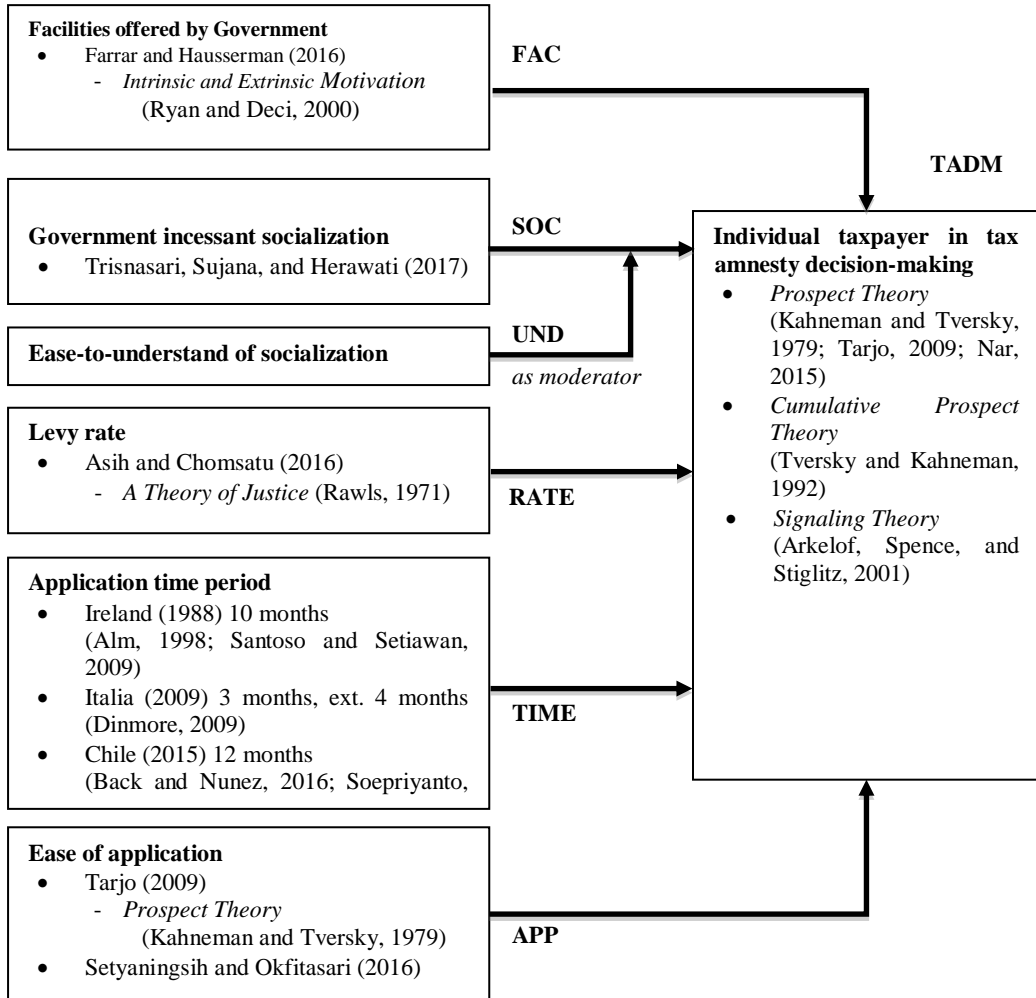 Facilities offered by Government
• Farrar and Hausserman (2016)
- Intrinsic and Extrinsic Motivation
(Ryan and Deci, 2000)
FAC
TADM
Government incessant socialization
• Trisnasari, Sujana, and Herawati (2017)
SOC
Ease-to-understand of socialization
UND
as moderator
Levy rate
• Asih and Chomsatu (2016)
- A Theory of Justice (Rawls, 1971)
RATE
Application time period
• Ireland (1988) 10 months
(Alm, 1998; Santoso and Setiawan,
2009)
• Italia (2009) 3 months, ext. 4 months
(Dinmore, 2009)
• Chile (2015) 12 months
(Back and Nunez, 2016; Soepriyanto,
TIME
Ease of application
• Tarjo (2009)
- Prospect Theory
(Kahneman and Tversky, 1979)
• Setyaningsih and Okfitasari (2016)
APP
Individual taxpayer in tax
amnesty decision-making
• Prospect Theory
(Kahneman and Tversky,
1979; Tarjo, 2009; Nar,
2015)
• Cumulative Prospect
Theory
(Tversky and Kahneman,
1992)
• Signaling Theory
(Arkelof, Spence, and
Stiglitz, 2001)